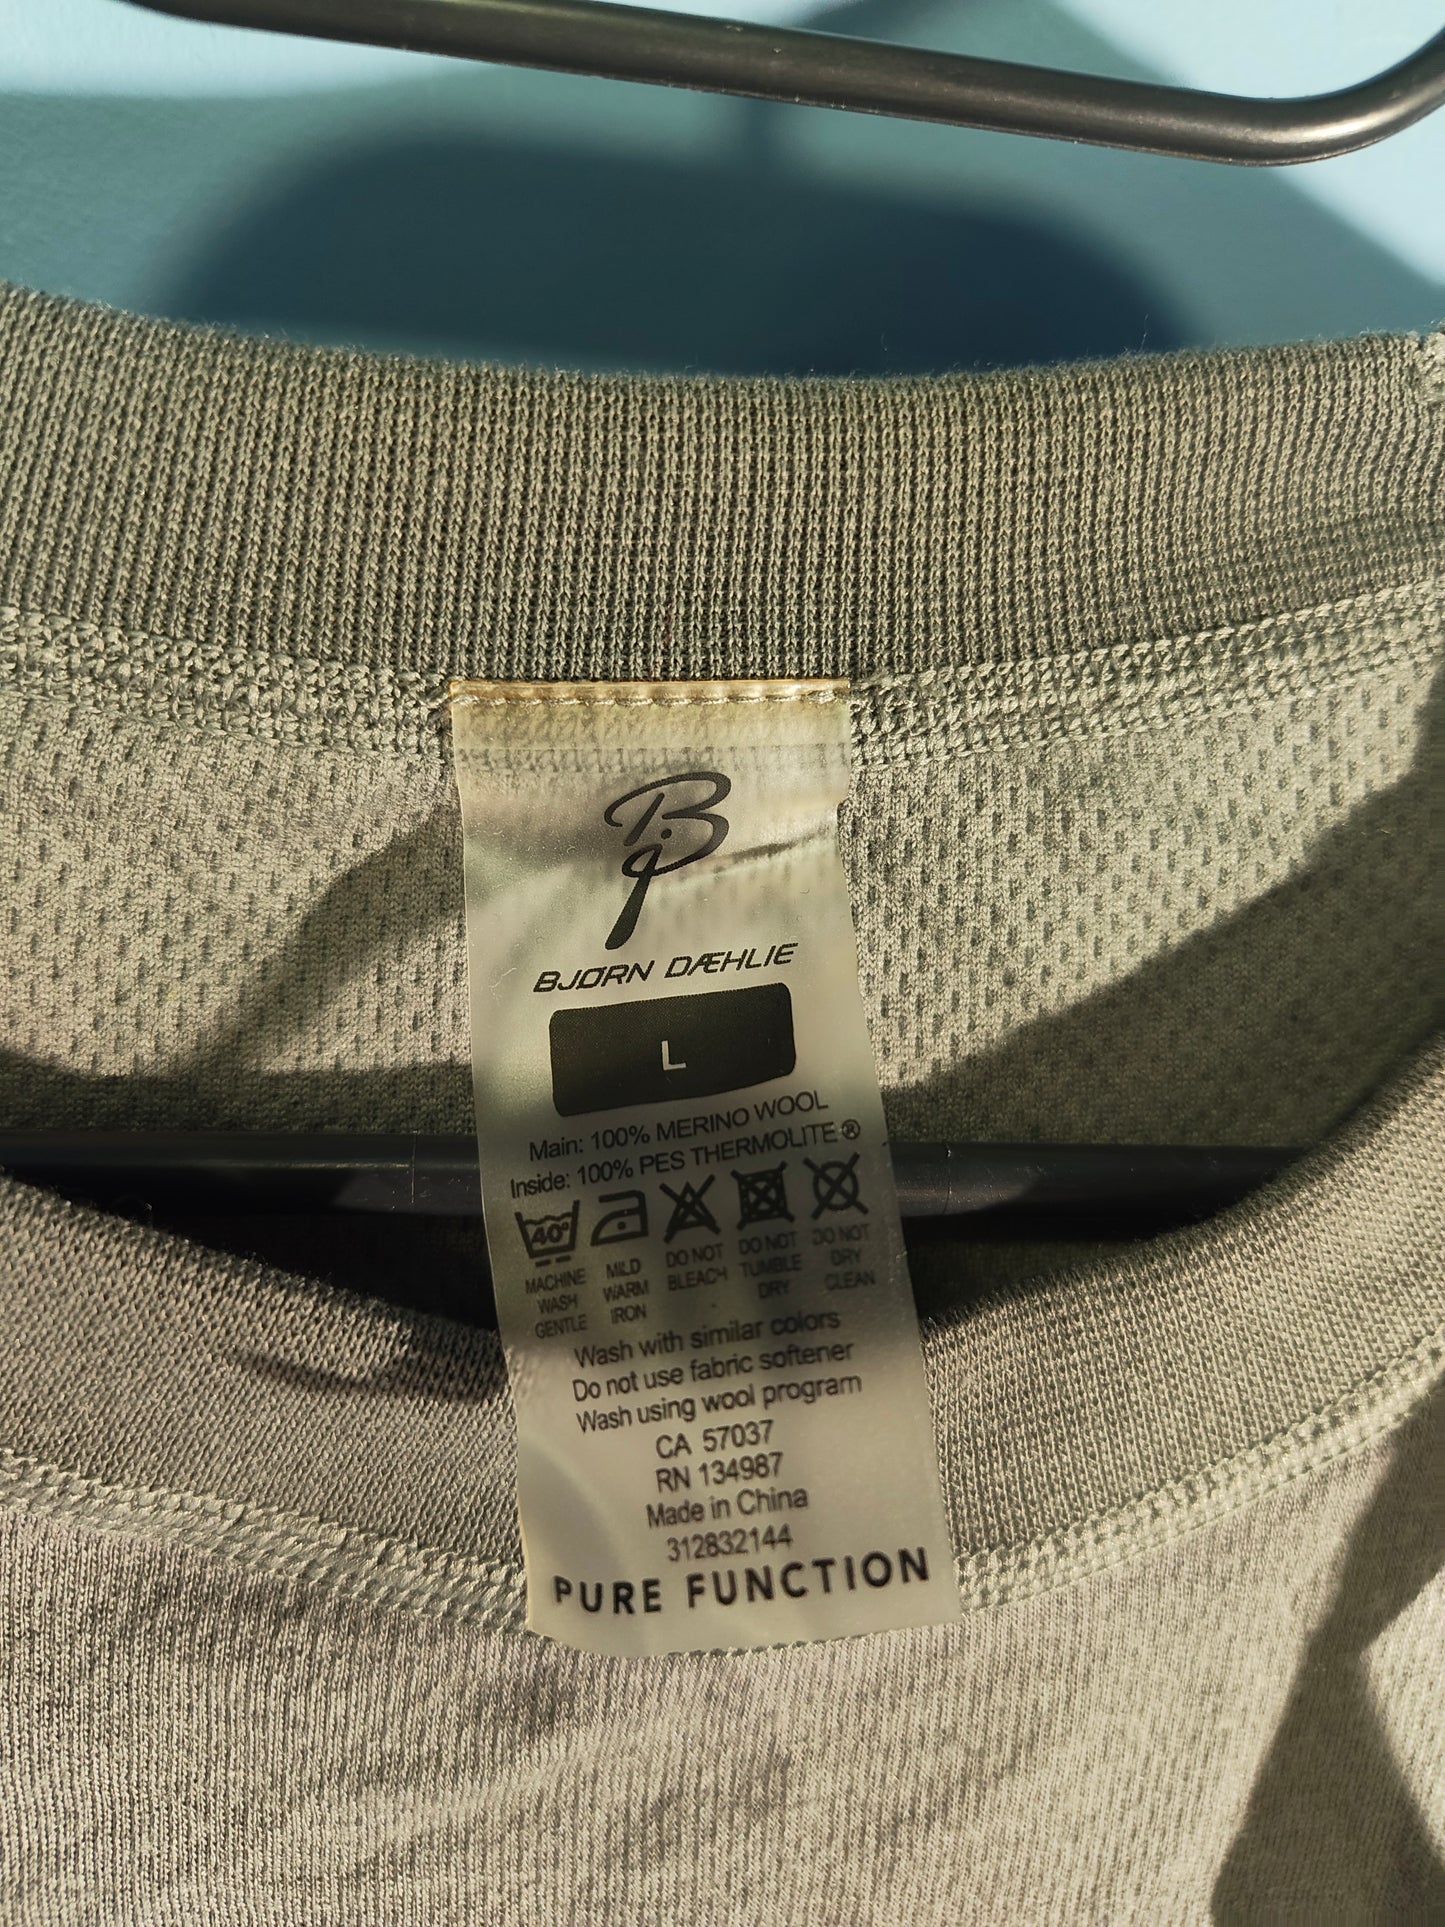 BJØRN DÆHLIE
L
Main: 100% MERINO WOOL
Inside: 100% PES THERMOLITE®
40°
MACHINE WASH GENTLE
MILD WARM IRON
DO NOT BLEACH
DO NOT TUMBLE DRY
DO NOT DRY CLEAN
Wash with similar colors
Do not use fabric softener
Wash using wool program
CA 57037
RN 134987
Made in China
312832144
PURE FUNCTION